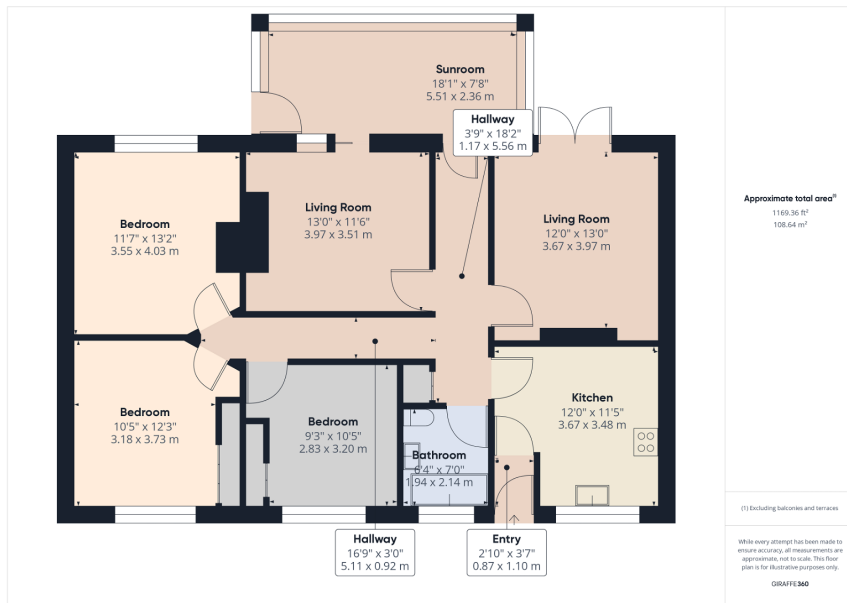 Sunroom
18'1" x 7'8"
5.51 x 2.36 m
Hallway
3'9" x 18'2"
1.17 x 5.56 m
Bedroom
11'7" x 13'2"
3.55 x 4.03 m
Living Room
13'0" x 11'6"
3.97 x 3.51 m
Living Room
12'0" x 13'0"
3.67 x 3.97 m
Bedroom
10'5" x 12'3"
3.18 x 3.73 m
Bedroom
9'3" x 10'5"
2.83 x 3.20 m
Bathroom
6'4" x 7'0"
1.94 x 2.14 m
Kitchen
12'0" x 11'5"
3.67 x 3.48 m
Hallway
16'9" x 3'0"
5.11 x 0.92 m
Entry
2'10" x 3'7"
0.87 x 1.10 m
Approximate total area(1)
1169.36 ft²
108.64 m²
(1) Excluding balconies and terraces
While every attempt has been made to
ensure accuracy, all measurements are
approximate, not to scale. This floor
plan is for illustrative purposes only.
GIRAFFE360